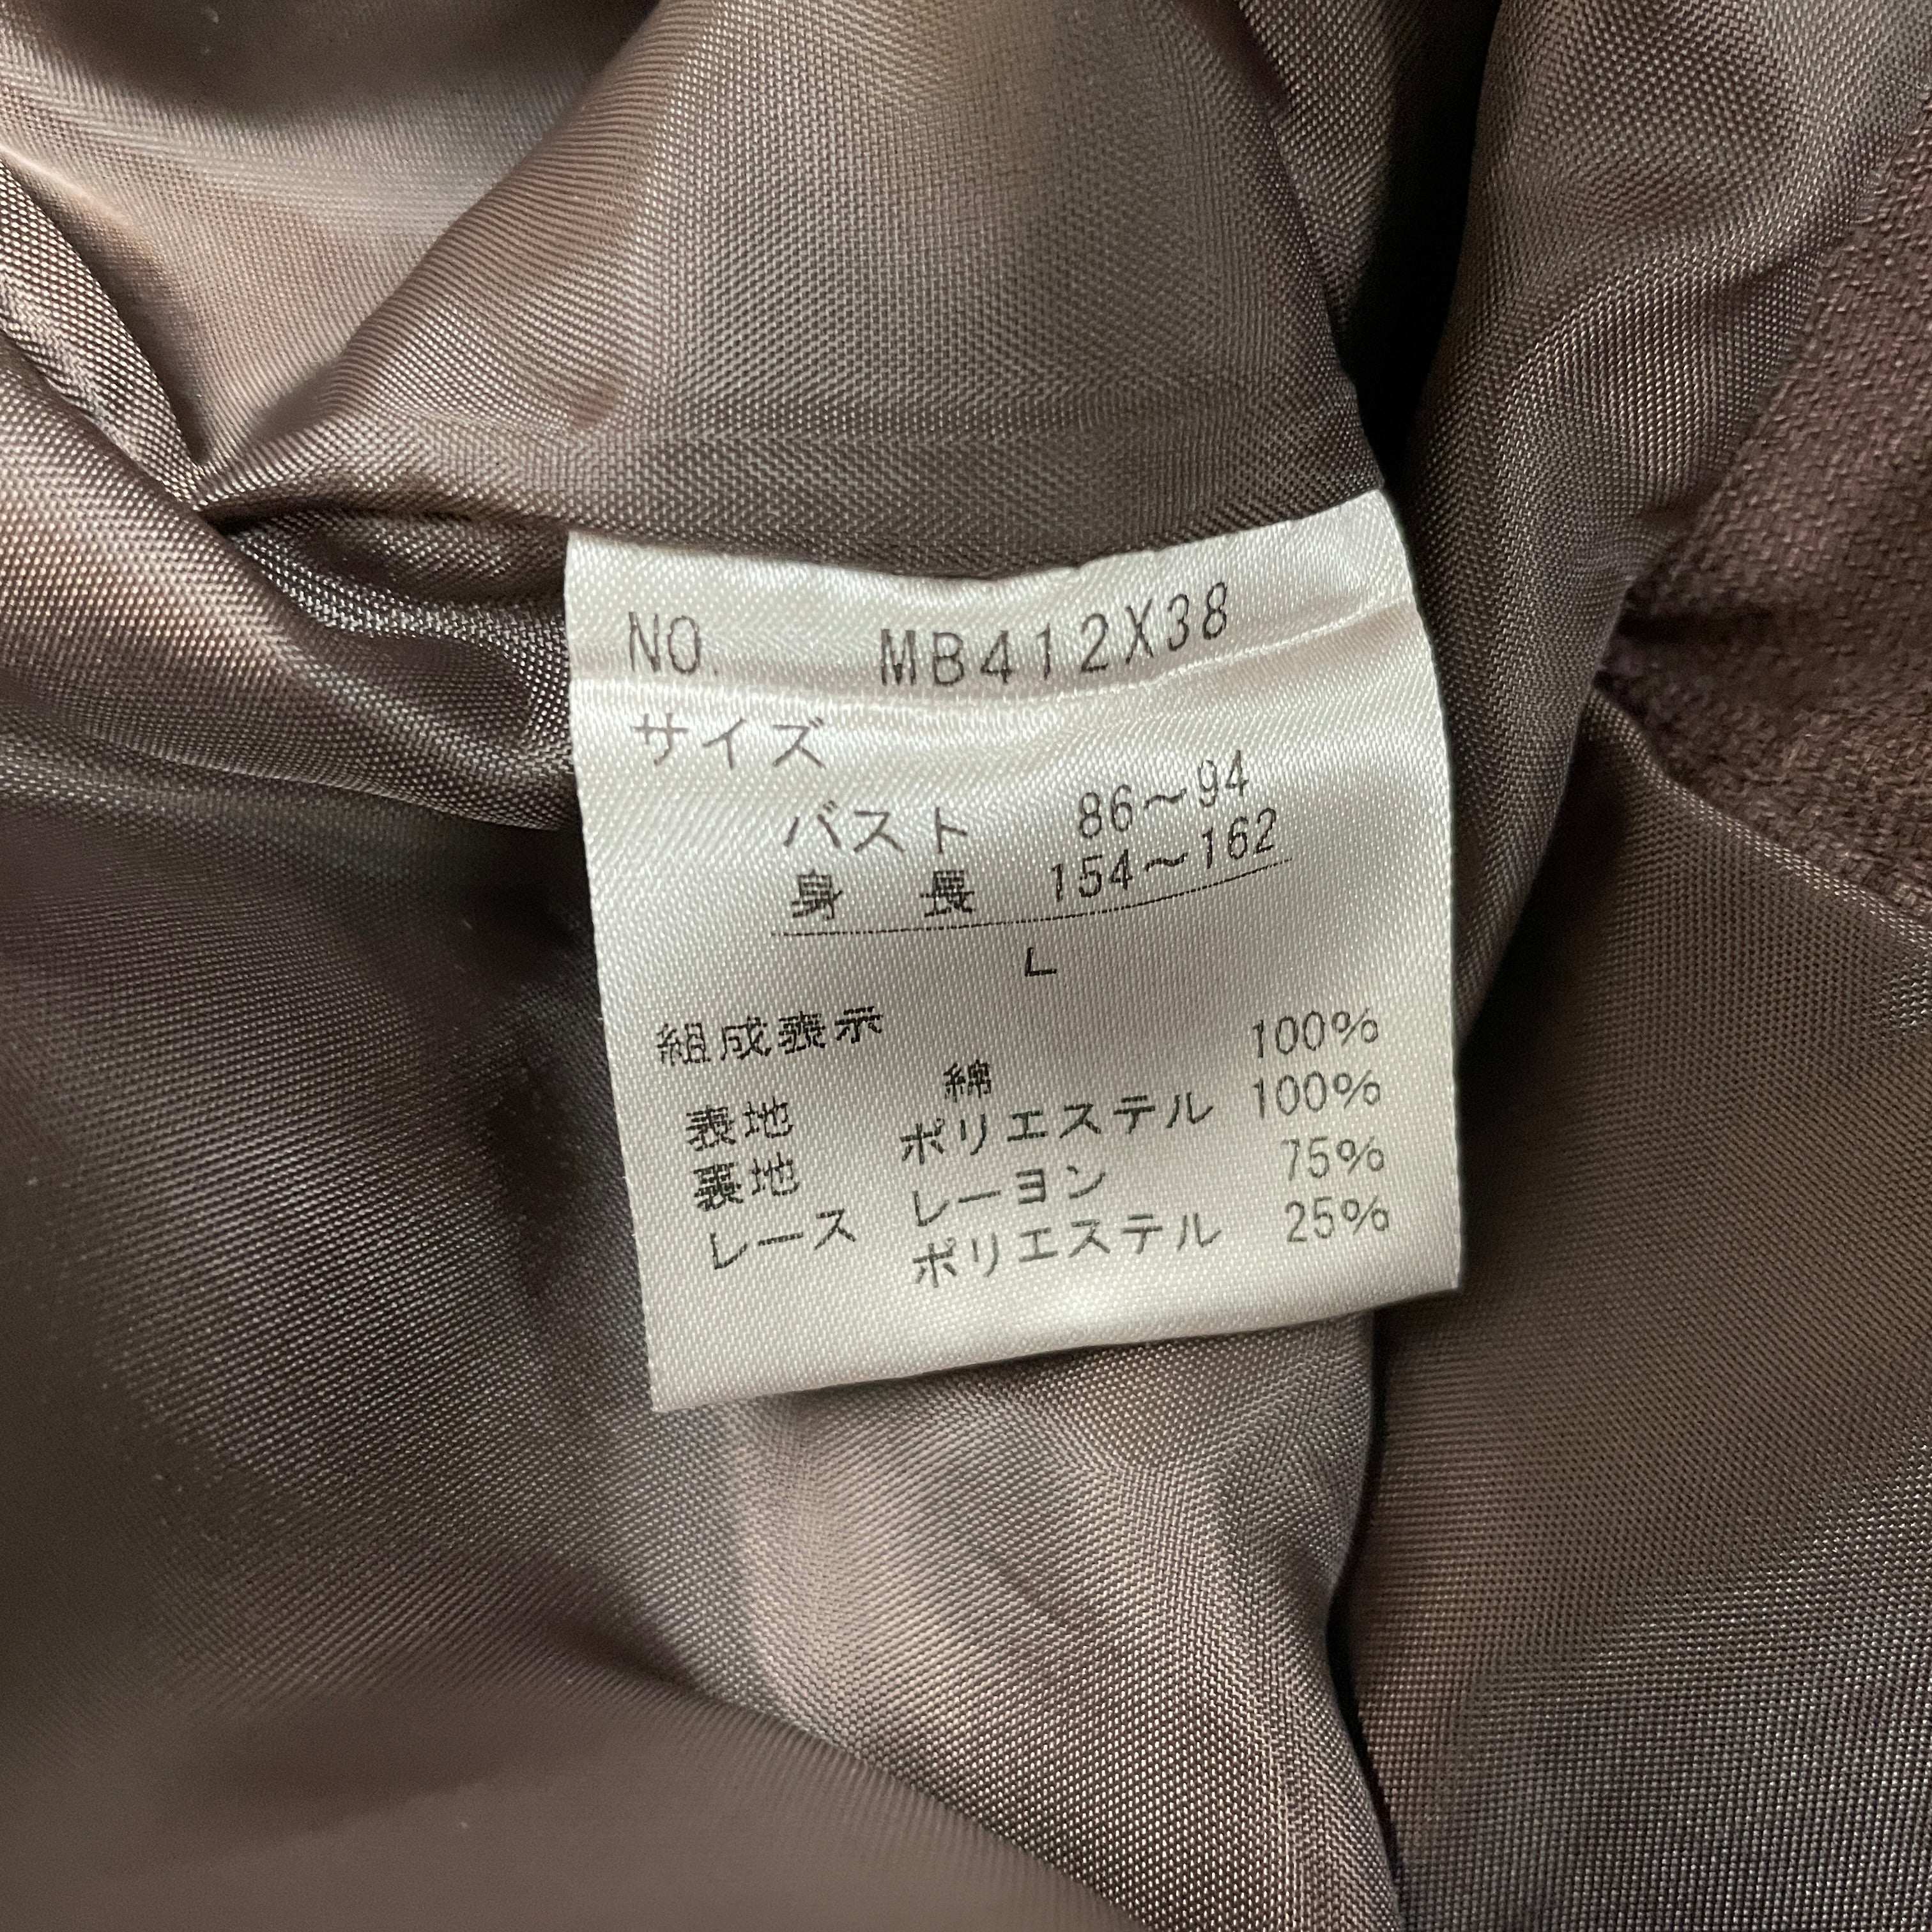 NO. MB412X38
サイズ
バスト 86～94
身 長 154～162
L
組成表示
表地 綿 100%
裏地 ポリエステル 100%
レース レーヨン 75%
ポリエステル 25%